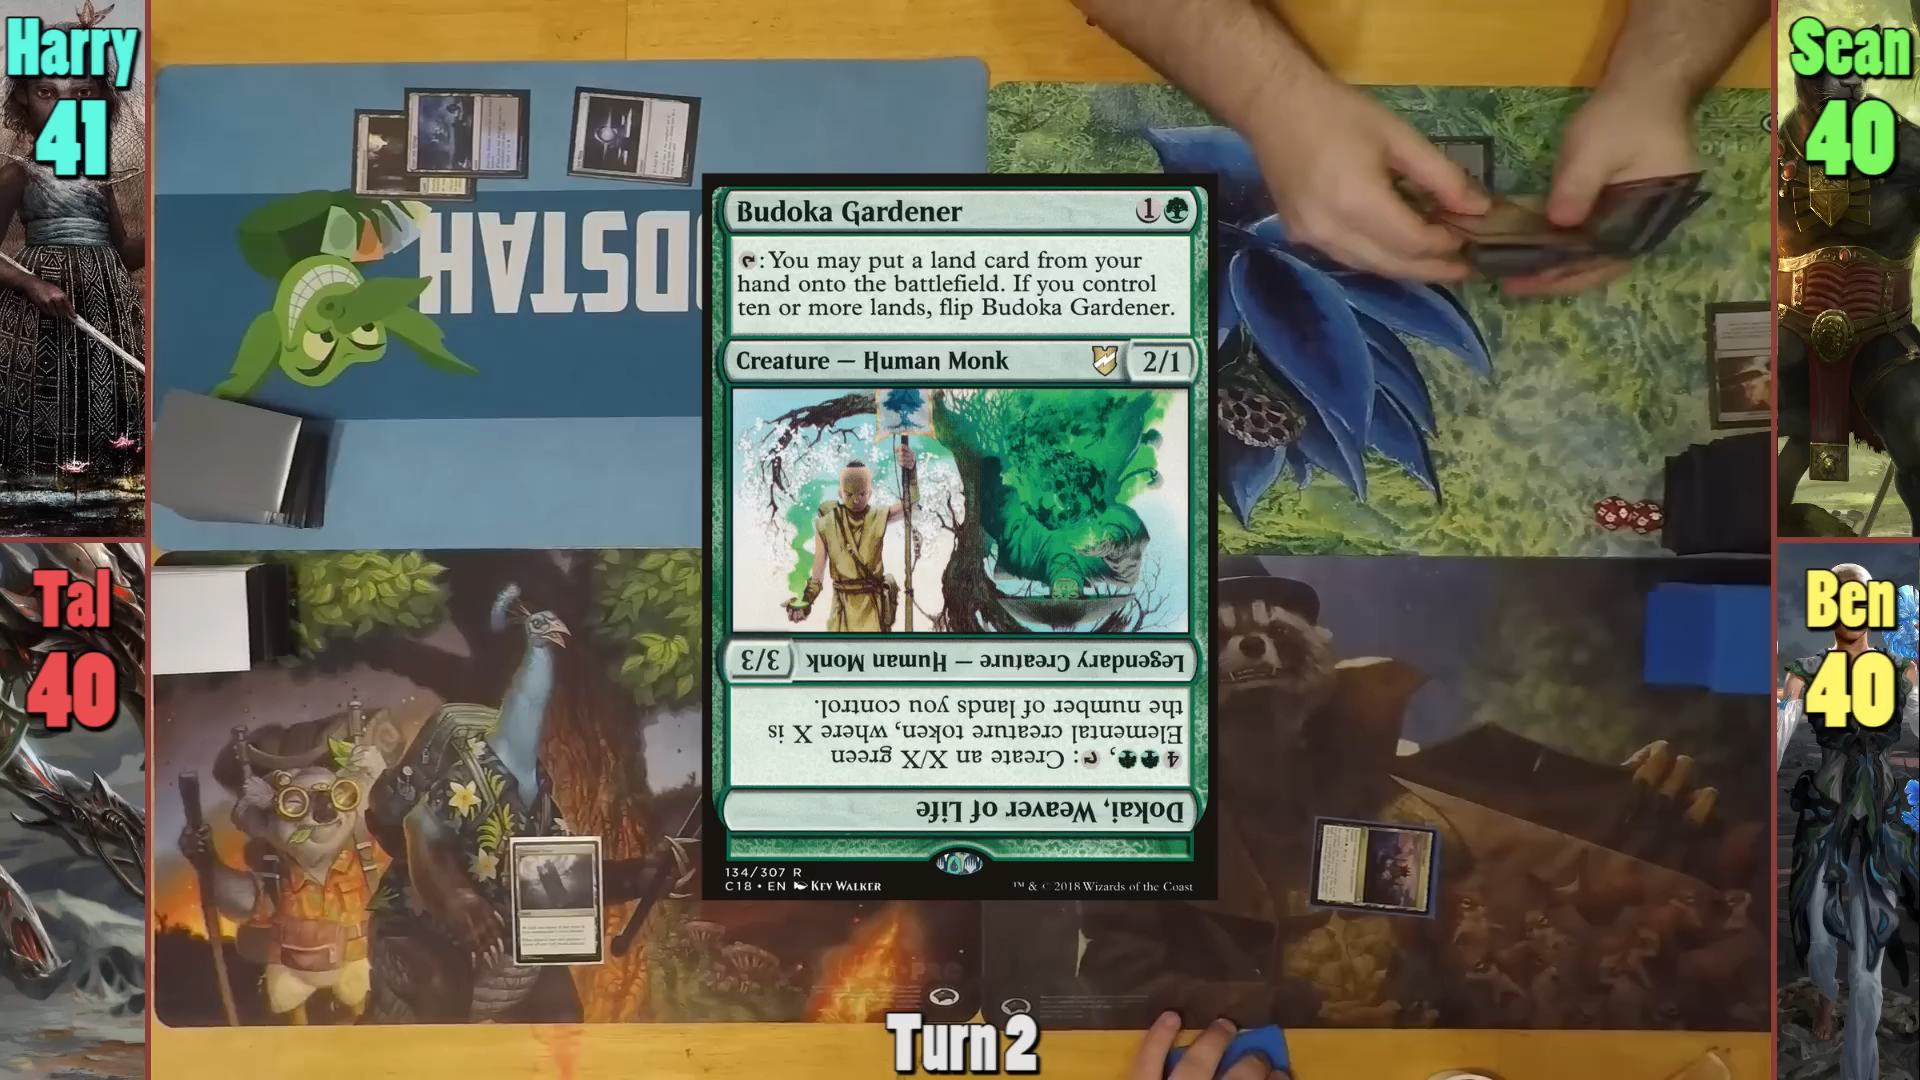 Harry
41
Sean
40
Tal
40
Ben
40
DSTAH
Budoka Gardener
1
: You may put a land card from your
hand onto the battlefield. If you control
ten or more lands, flip Budoka Gardener.
Creature — Human Monk
2/1
3/3
Legendary Creature — Human Monk
4, : Create an X/X green
Elemental creature token, where X is
the number of lands you control.
Dokai, Weaver of Life
134/307 R
C18 • EN Kev Walker
™ & © 2018 Wizards of the Coast
Turn 2